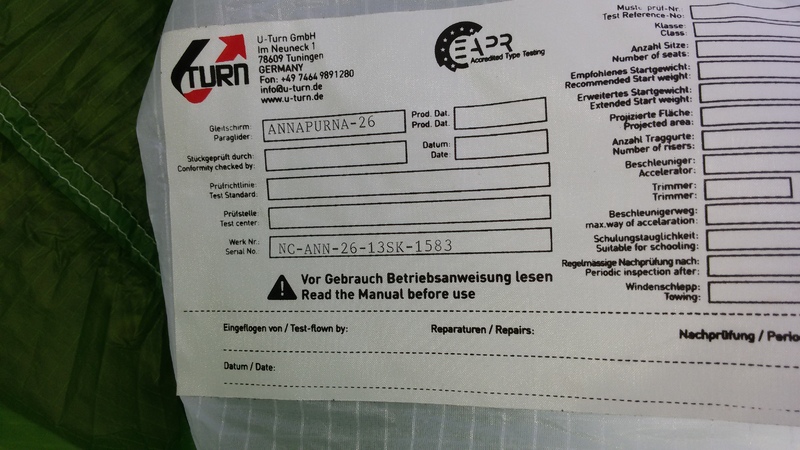 TURN
U-Turn GmbH
Im Neuneck 1
78609 Tuningen
GERMANY
Fon: +49 7464 9891280
info@u-turn.de
www.u-turn.de
EAPR
Accredited Type Testing
Gleitschirm:
Paraglider:
ANNAPURNA-26
Prod. Dat.
Prod. Dat.
Stückgeprüft durch:
Conformity checked by:
Datum:
Date:
Prüfrichtlinie:
Test Standard:
Prüfstelle:
Test center:
Werk Nr.:
Serial No.:
NC-ANN-26-13SK-1583
Vor Gebrauch Betriebsanweisung lesen
Read the Manual before use
Muster prüf-Nr.:
Test Reference-No:
Klasse:
Class:
Anzahl Sitze:
Number of seats:
Empfohlenes Startgewicht:
Recommended Start weight:
Erweitertes Startgewicht:
Extended Start weight:
Projizierte Fläche:
Projected area:
Anzahl Traggurte:
Number of risers:
Beschleuniger:
Accelerator:
Trimmer:
Trimmer:
Beschleunigerweg:
max.way of accelaration:
Schulungstauglichkeit:
Suitable for schooling:
Regelmässige Nachprüfung nach:
Periodic inspection after:
Windenschlepp:
Towing:
Eingeflogen von / Test-flown by:
Reparaturen / Repairs:
Nachprüfung / Perio
Datum / Date: